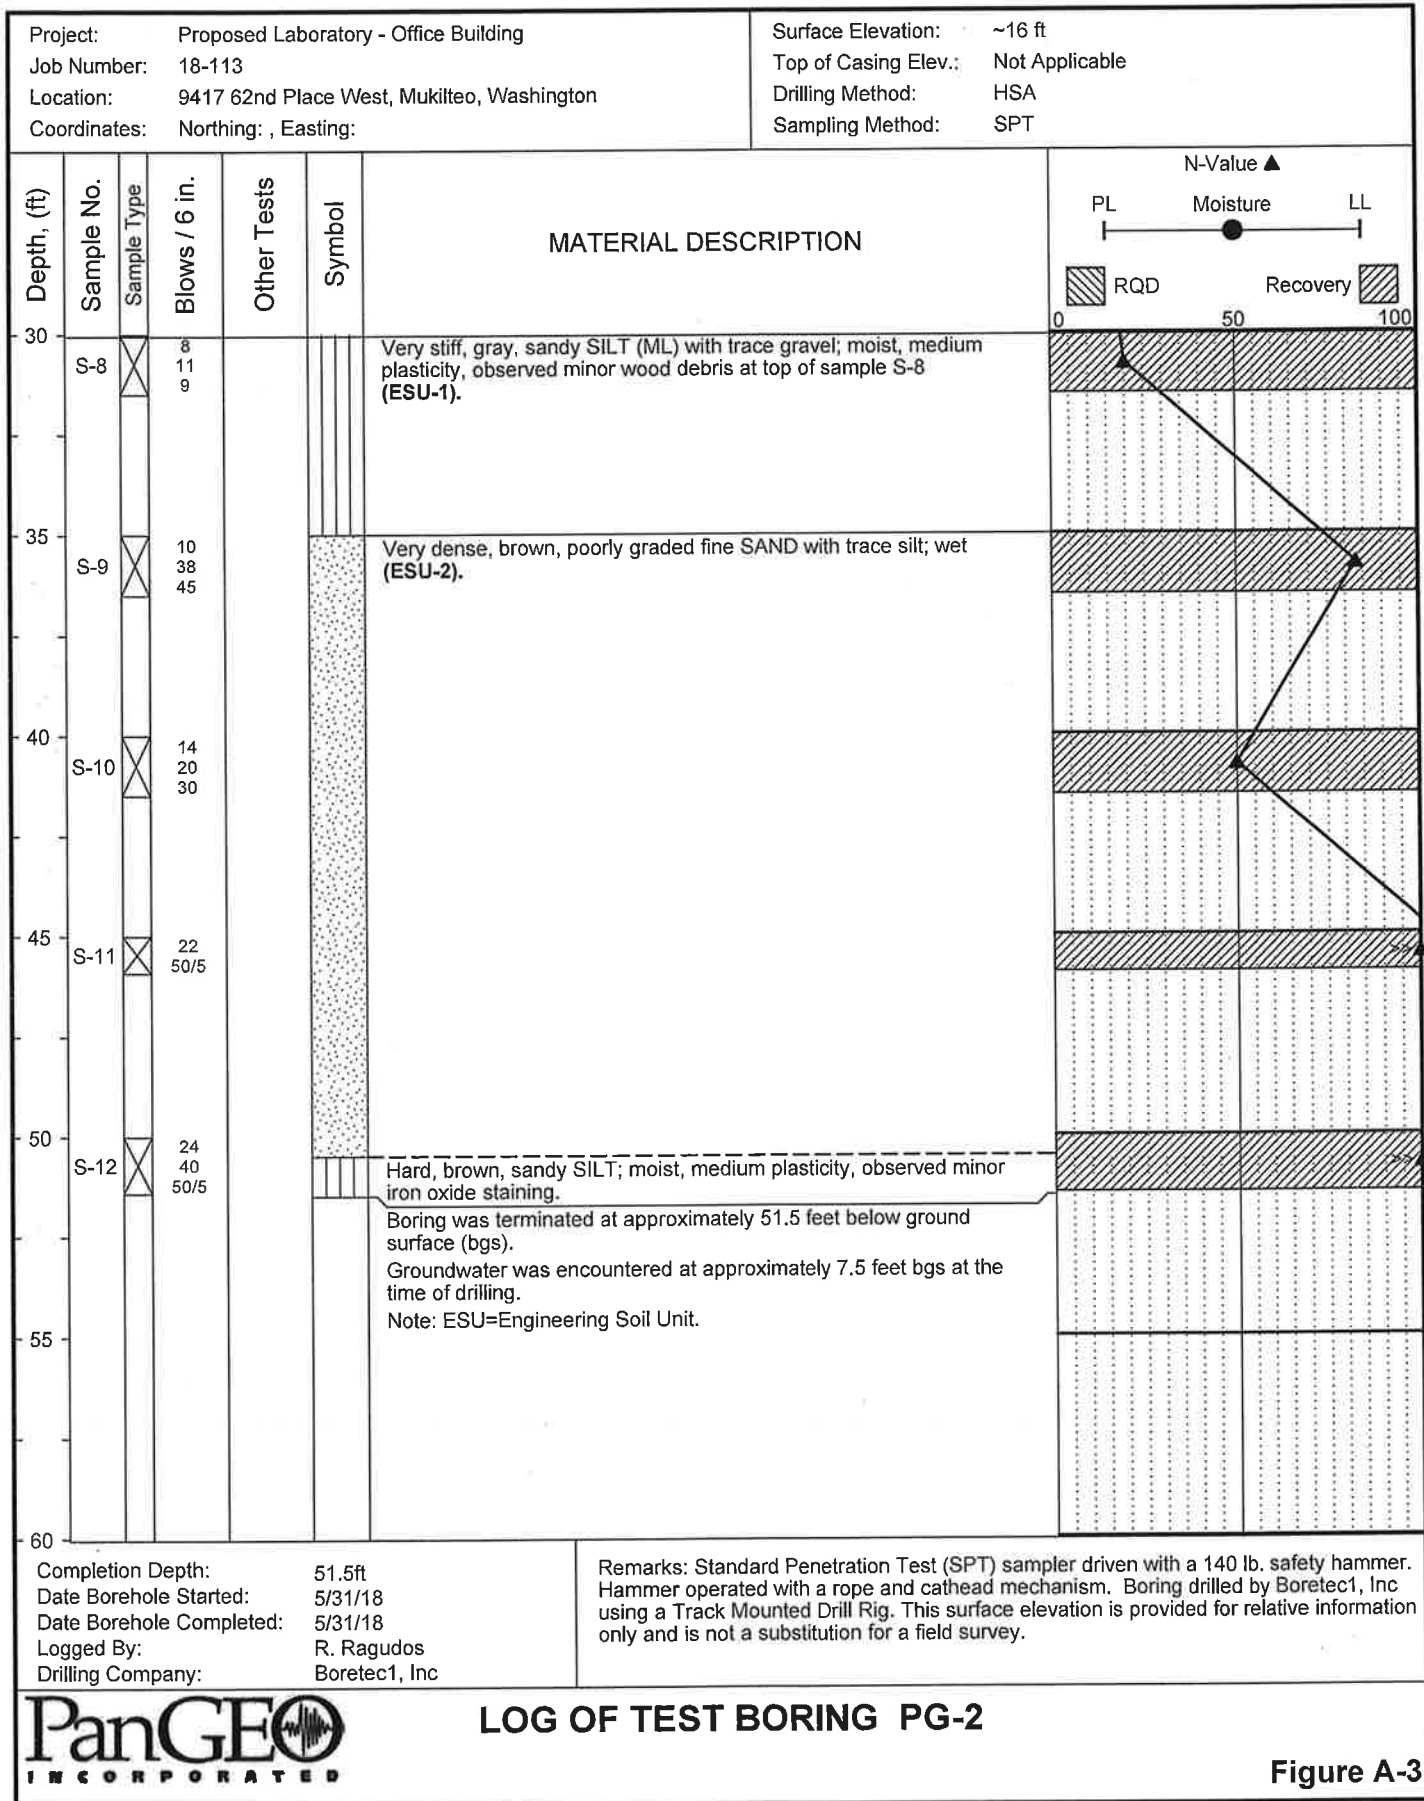 Project: Proposed Laboratory - Office Building
Job Number: 18-113
Location: 9417 62nd Place West, Mukilteo, Washington
Coordinates: Northing: , Easting:
Surface Elevation: ~16 ft
Top of Casing Elev.: Not Applicable
Drilling Method: HSA
Sampling Method: SPT
Depth, (ft)
Sample No.
Sample Type
Blows / 6 in.
Other Tests
Symbol
MATERIAL DESCRIPTION
N-Value ▲
PL Moisture LL
RQD Recovery
0 50 100
30
S-8
8
11
9
Very stiff, gray, sandy SILT (ML) with trace gravel; moist, medium
plasticity, observed minor wood debris at top of sample S-8
(ESU-1).
35
S-9
10
38
45
Very dense, brown, poorly graded fine SAND with trace silt; wet
(ESU-2).
40
S-10
14
20
30
45
S-11
22
50/5
>>
50
S-12
24
40
50/5
>>
Hard, brown, sandy SILT; moist, medium plasticity, observed minor
iron oxide staining.
Boring was terminated at approximately 51.5 feet below ground
surface (bgs).
Groundwater was encountered at approximately 7.5 feet bgs at the
time of drilling.
Note: ESU=Engineering Soil Unit.
55
60
Completion Depth: 51.5ft
Date Borehole Started: 5/31/18
Date Borehole Completed: 5/31/18
Logged By: R. Ragudos
Drilling Company: Boretec1, Inc
Remarks: Standard Penetration Test (SPT) sampler driven with a 140 lb. safety hammer.
Hammer operated with a rope and cathead mechanism. Boring drilled by Boretec1, Inc
using a Track Mounted Drill Rig. This surface elevation is provided for relative information
only and is not a substitution for a field survey.
PanGEO
INCORPORATED
LOG OF TEST BORING PG-2
Figure A-3